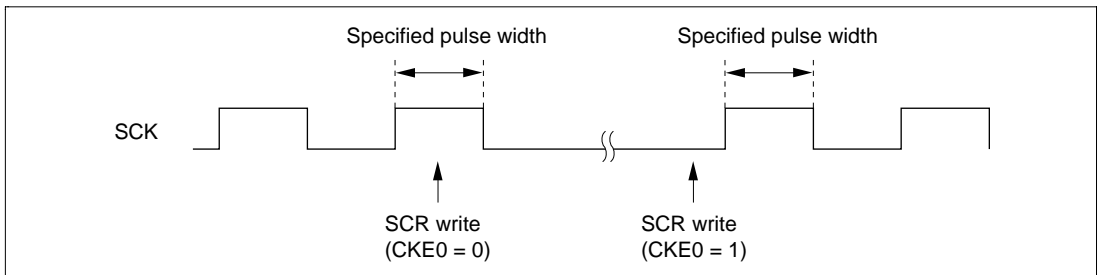 Specified pulse width
Specified pulse width
SCK
SCR write
(CKE0 = 0)
SCR write
(CKE0 = 1)